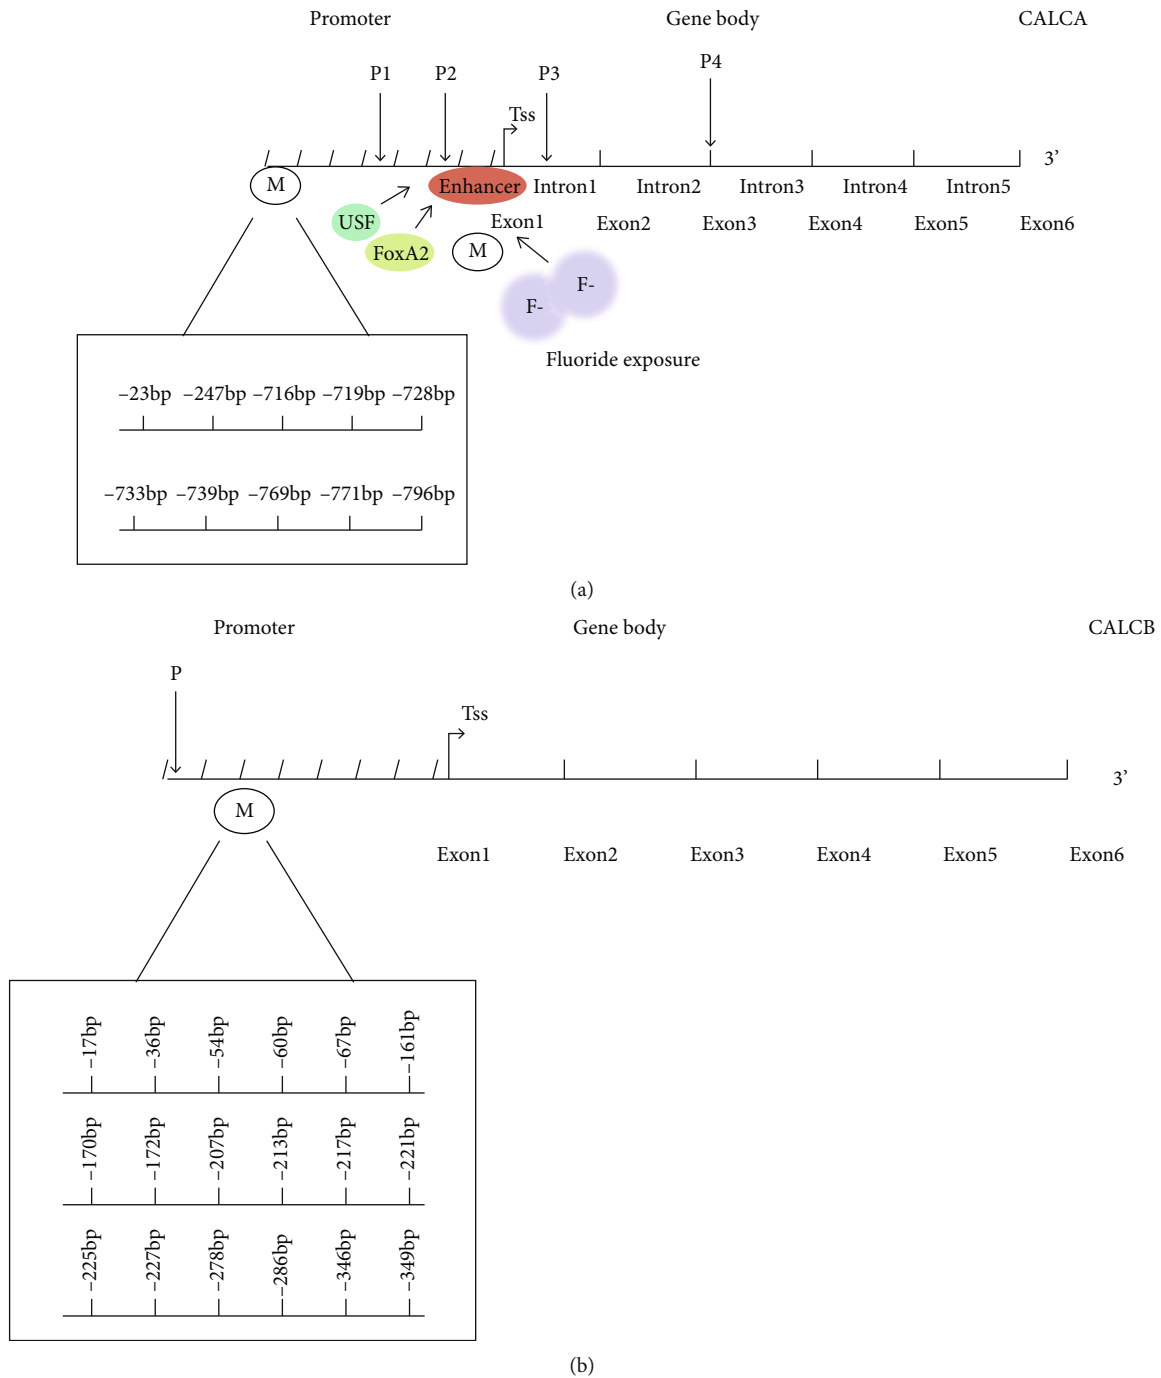 Promoter Gene body CALCA
P1 P2 P3 P4
Tss
3’
M Enhancer Intron1 Intron2 Intron3 Intron4 Intron5
USF Exon1 Exon2 Exon3 Exon4 Exon5 Exon6
FoxA2 M
F- F-
Fluoride exposure
–23bp –247bp –716bp –719bp –728bp
–733bp –739bp –769bp –771bp –796bp
(a)
Promoter Gene body CALCB
P
Tss
3’
M
Exon1 Exon2 Exon3 Exon4 Exon5 Exon6
–17bp –36bp –54bp –60bp –67bp –161bp
–170bp –172bp –207bp –213bp –217bp –221bp
–225bp –227bp –278bp –286bp –346bp –349bp
(b)